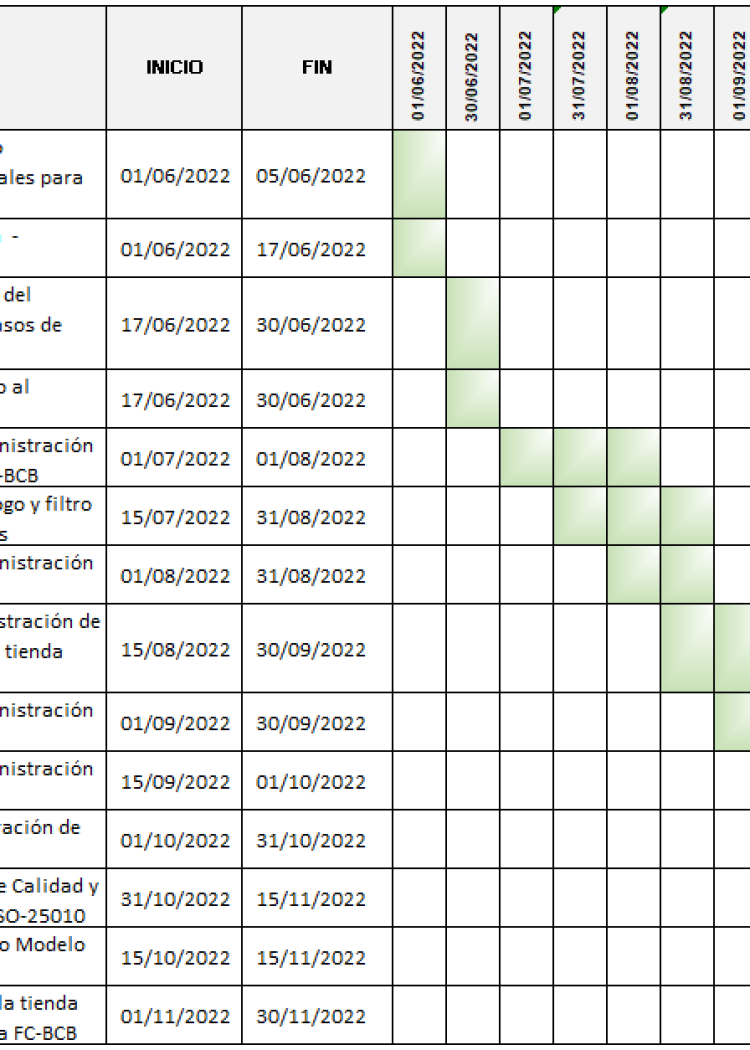 INICIO FIN 01/06/2022 30/06/2022 01/07/2022 31/07/2022 01/08/2022 31/08/2022 01/09/2022
ales para 01/06/2022 05/06/2022
- 
01/06/2022 17/06/2022
del
sos de 17/06/2022 30/06/2022
o al
17/06/2022 30/06/2022
nistración
-BCB 01/07/2022 01/08/2022
go y filtro
s 15/07/2022 31/08/2022
nistración
01/08/2022 31/08/2022
stración de
tienda 15/08/2022 30/09/2022
nistración
01/09/2022 30/09/2022
nistración
15/09/2022 01/10/2022
ración de
01/10/2022 31/10/2022
e Calidad y
SO-25010 31/10/2022 15/11/2022
o Modelo
15/10/2022 15/11/2022
la tienda
a FC-BCB 01/11/2022 30/11/2022